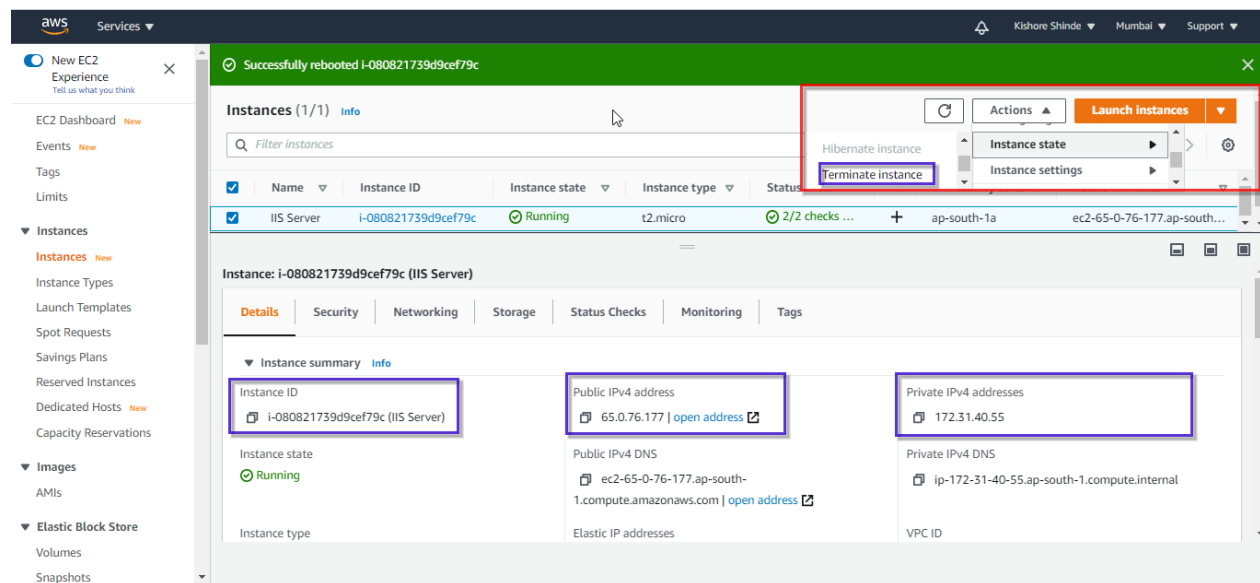 aws Services ▼ Kishore Shinde ▼ Mumbai ▼ Support ▼
New EC2
Experience
Tell us what you think
EC2 Dashboard New
Events New
Tags
Limits
▼ Instances
Instances New
Instance Types
Launch Templates
Spot Requests
Savings Plans
Reserved Instances
Dedicated Hosts New
Capacity Reservations
▼ Images
AMIs
▼ Elastic Block Store
Volumes
Snapshots
Successfully rebooted i-080821739d9cef79c
Instances (1/1) Info
Actions ▲ Launch instances ▼
Filter instances
Hibernate instance
Terminate instance
Instance state
Instance settings
Name Instance ID Instance state Instance type Status
IIS Server i-080821739d9cef79c Running t2.micro 2/2 checks ... + ap-south-1a ec2-65-0-76-177.ap-south...
Instance: i-080821739d9cef79c (IIS Server)
Details Security Networking Storage Status Checks Monitoring Tags
▼ Instance summary Info
Instance ID Public IPv4 address Private IPv4 addresses
i-080821739d9cef79c (IIS Server) 65.0.76.177 | open address 172.31.40.55
Instance state Public IPv4 DNS Private IPv4 DNS
Running ec2-65-0-76-177.ap-south- ip-172-31-40-55.ap-south-1.compute.internal
1.compute.amazonaws.com | open address
Instance type Elastic IP addresses VPC ID